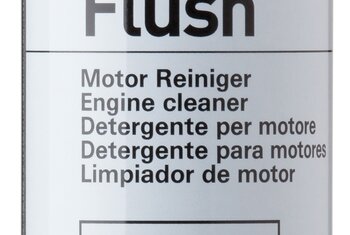 Flush
Motor Reiniger
Engine cleaner
Detergente per motore
Detergente para motores
Limpiador de motor